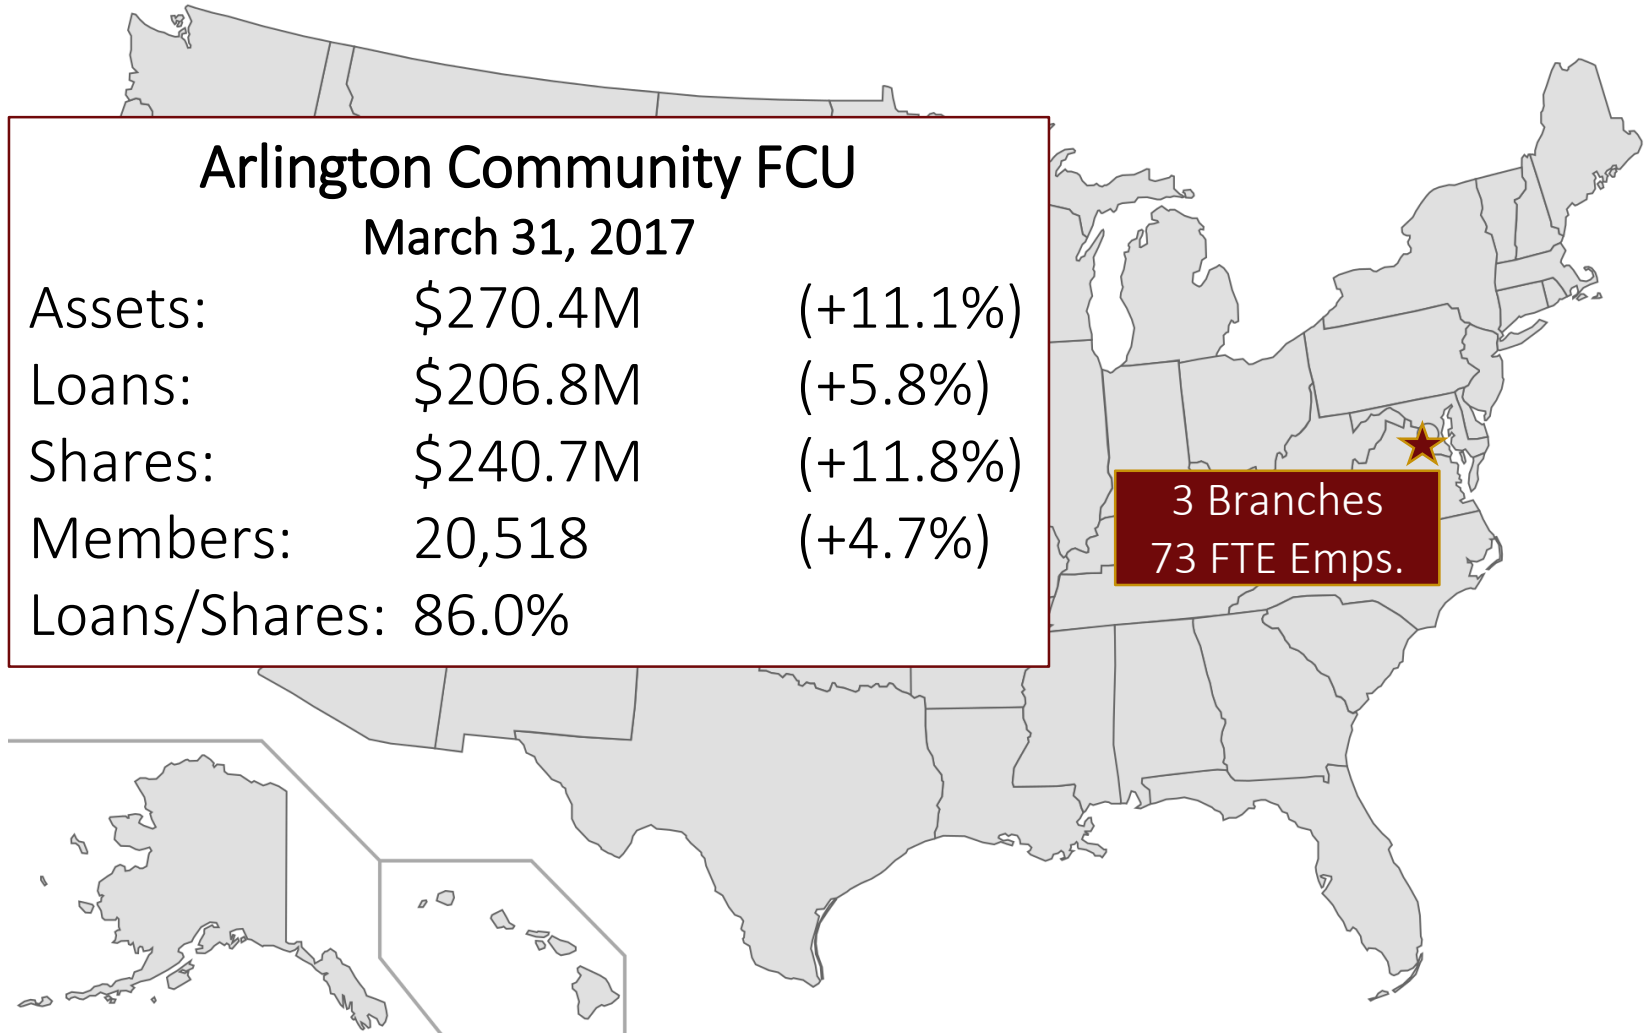 Arlington Community FCU
March 31, 2017
Assets: $270.4M (+11.1%)
Loans: $206.8M (+5.8%)
Shares: $240.7M (+11.8%)
Members: 20,518 (+4.7%)
Loans/Shares: 86.0%
3 Branches
73 FTE Emps.